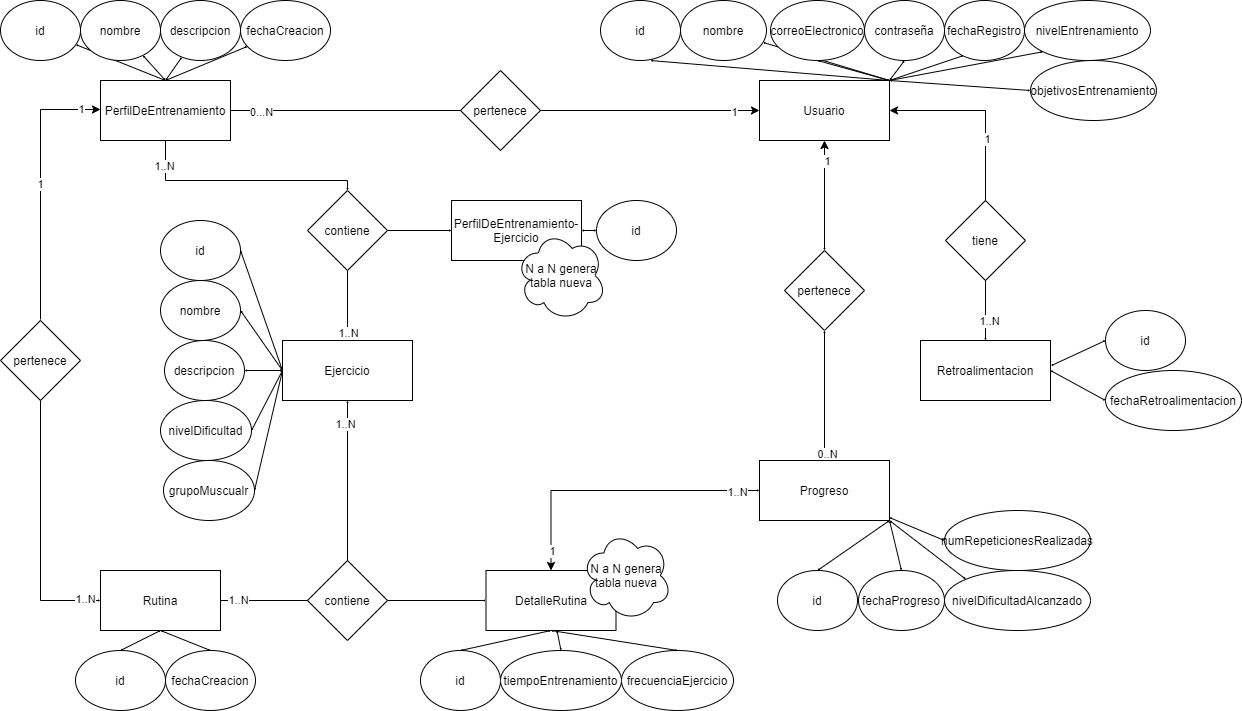 id
nombre
descripcion
fechaCreacion
id
nombre
correoElectronico
contraseña
fechaRegistro
nivelEntrenamiento
objetivosEntrenamiento
1
PerfilDeEntrenamiento
0..N
pertenece
1
Usuario
1
1..N
1
1
contiene
PerfilDeEntrenamiento-
Ejercicio
id
N a N genera
tabla nueva
tiene
id
nombre
descripcion
nivelDificultad
grupoMuscualr
pertenece
1..N
1..N
Ejercicio
Retroalimentacion
id
fechaRetroalimentacion
pertenece
1..N
0..N
1..N
Progreso
1
numRepeticionesRealizadas
N a N genera
tabla nueva
1..N
Rutina
1..N
contiene
DetalleRutina
id
fechaProgreso
nivelDificultadAlcanzado
id
fechaCreacion
id
tiempoEntrenamiento
frecuenciaEjercicio